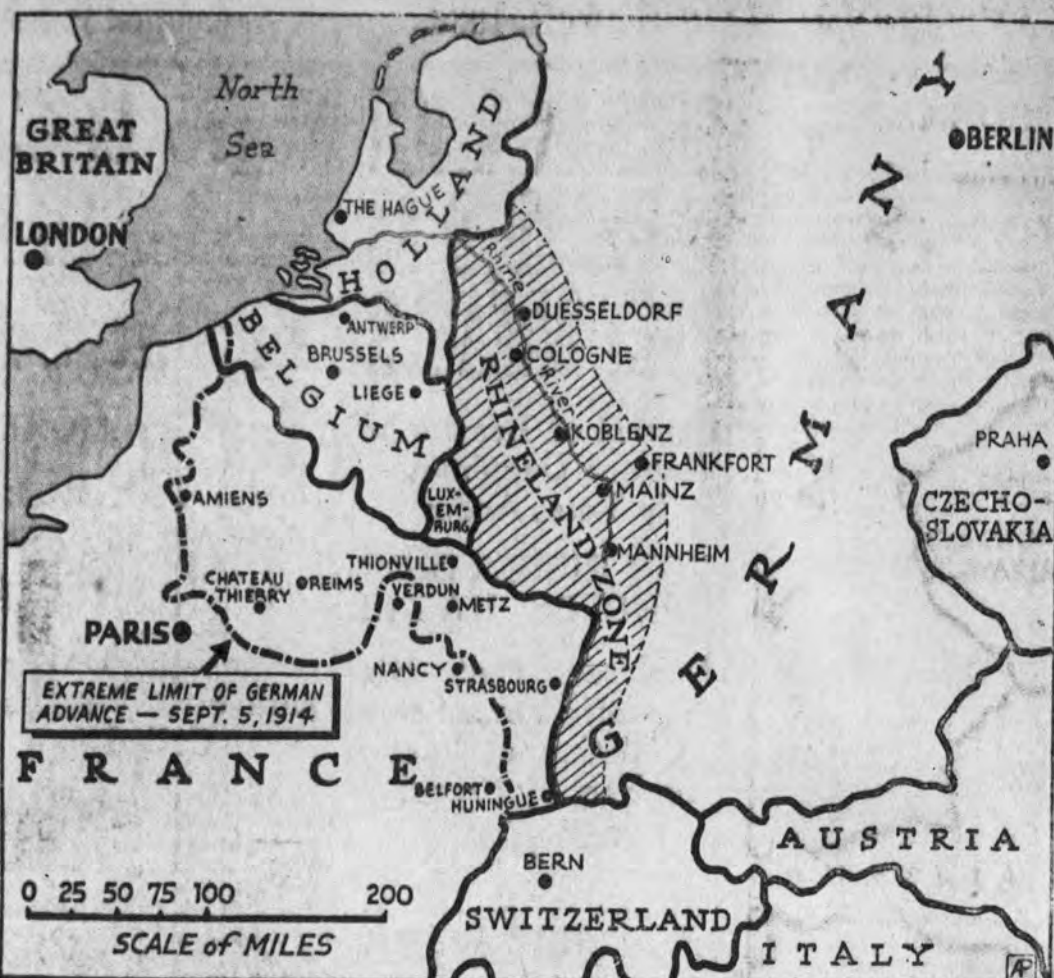 North
Sea
GREAT
BRITAIN
LONDON
THE HAGUE
HOLLAND
GERMANY
BERLIN
Rhine
River
DUESSELDORF
COLOGNE
KOBLENZ
FRANKFORT
MAINZ
MANNHEIM
RHINELAND ZONE
BELGIUM
ANTWERP
BRUSSELS
LIEGE
LUX-
EM-
BURG
PRAHA
CZECHO-
SLOVAKIA
AMIENS
THIONVILLE
CHATEAU
THIERRY
REIMS
VERDUN
METZ
PARIS
NANCY
STRASBOURG
EXTREME LIMIT OF GERMAN
ADVANCE — SEPT. 5, 1914
FRANCE
BELFORT
HUNINGUE
AUSTRIA
BERN
SWITZERLAND
ITALY
0 25 50 75 100 200
SCALE of MILES
AP